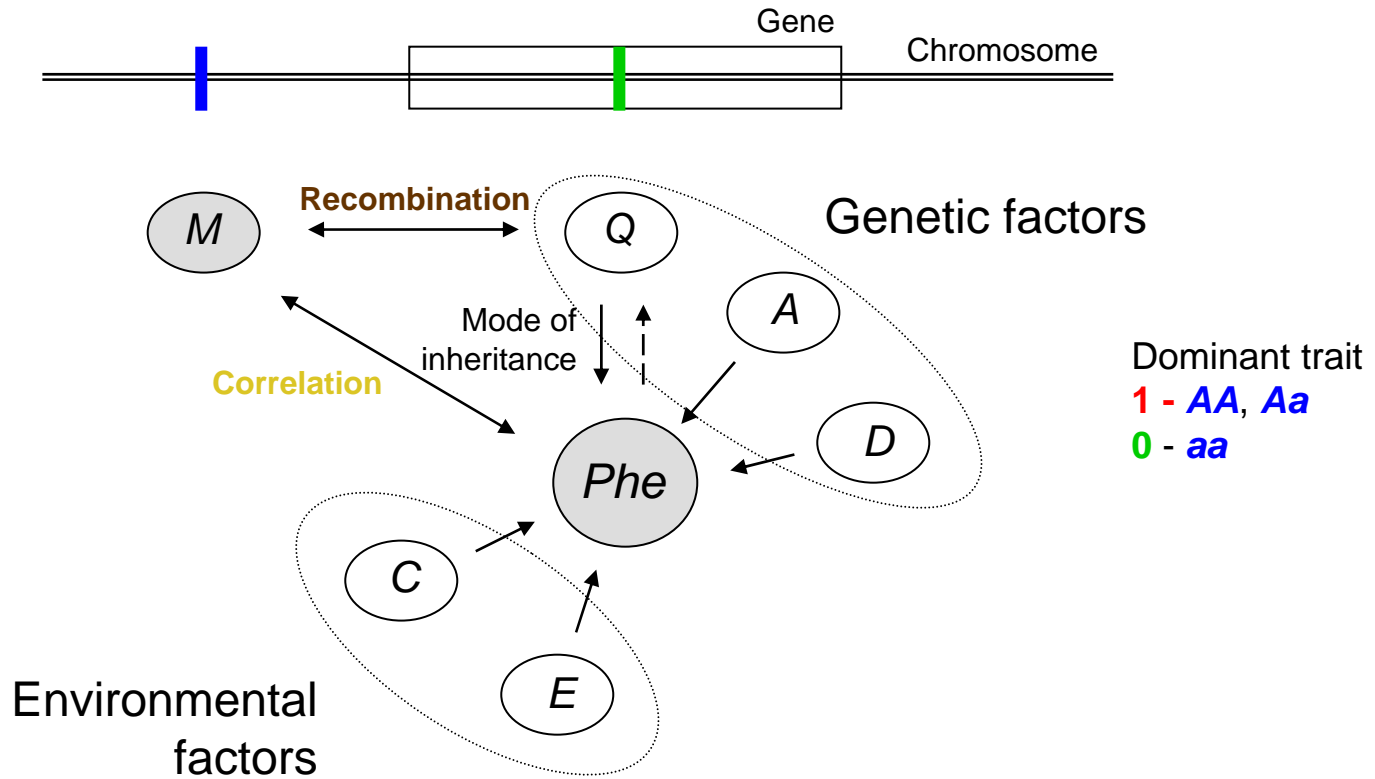 Gene
Chromosome
Recombination
M
Q
Genetic factors
A
Mode of
inheritance
Correlation
Dominant trait
1 - AA, Aa
0 - aa
D
Phe
C
E
Environmental
factors